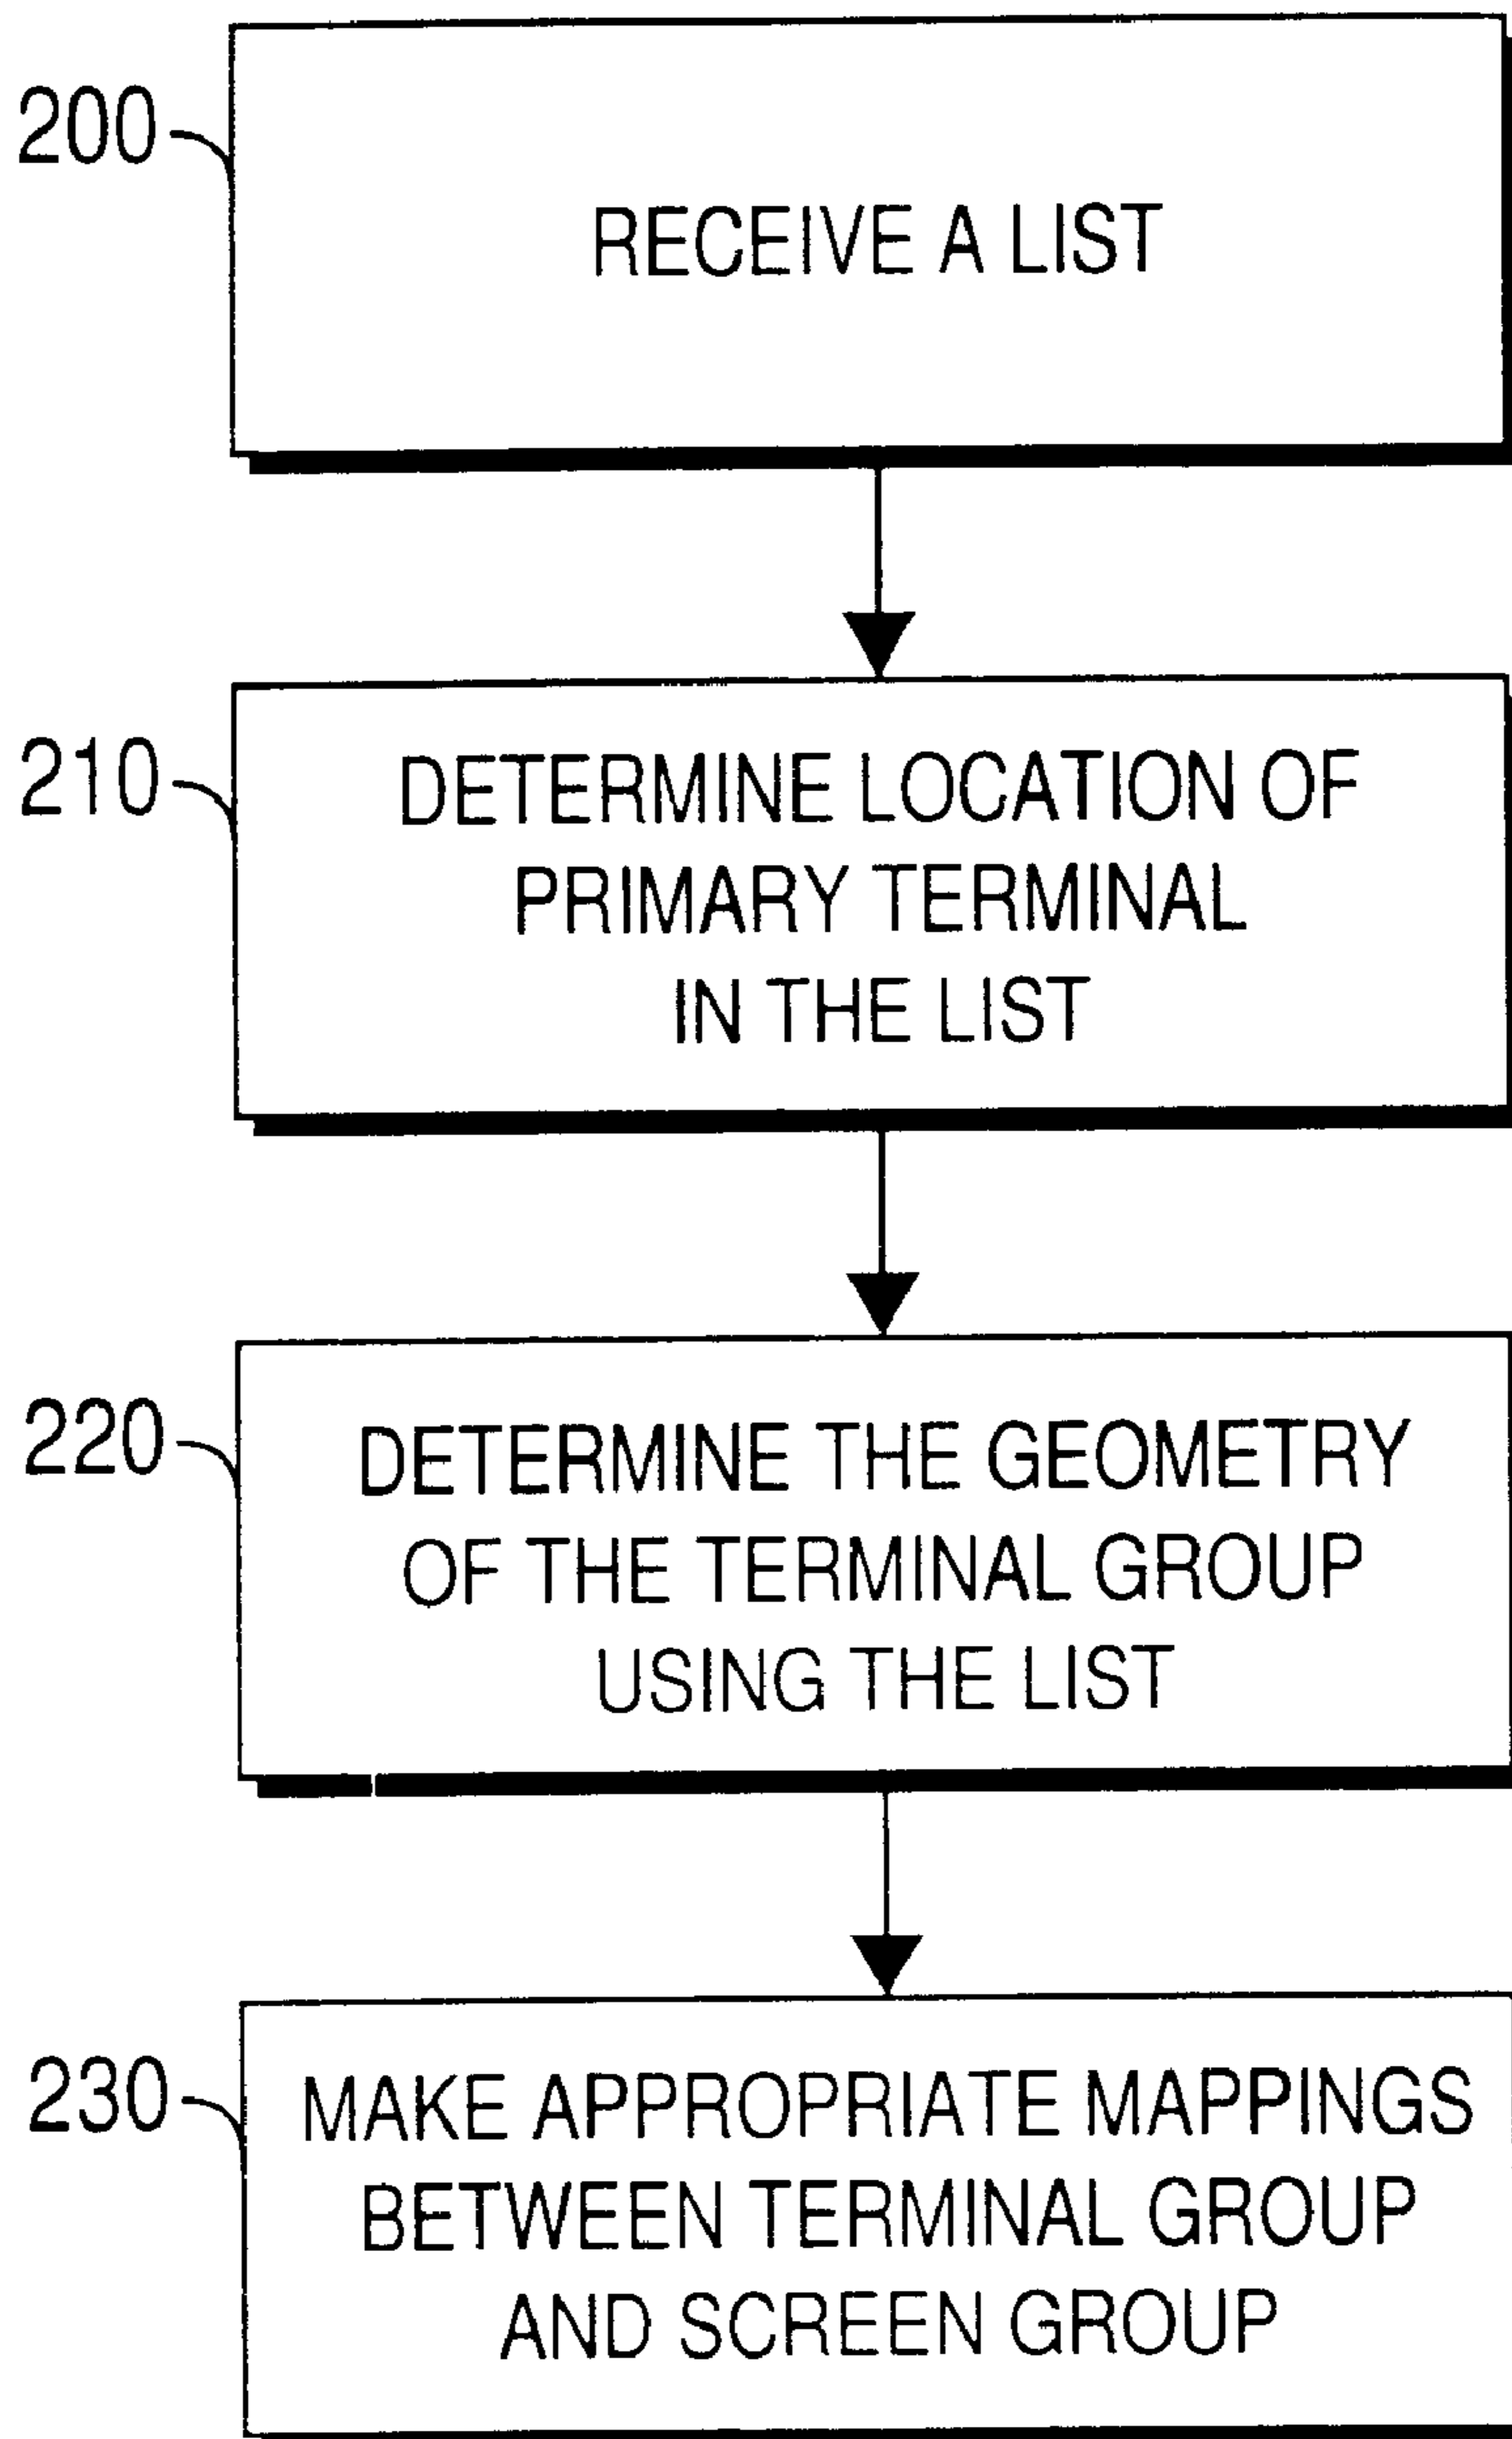 200
RECEIVE A LIST
210
DETERMINE LOCATION OF
PRIMARY TERMINAL
IN THE LIST
220
DETERMINE THE GEOMETRY
OF THE TERMINAL GROUP
USING THE LIST
230
MAKE APPROPRIATE MAPPINGS
BETWEEN TERMINAL GROUP
AND SCREEN GROUP